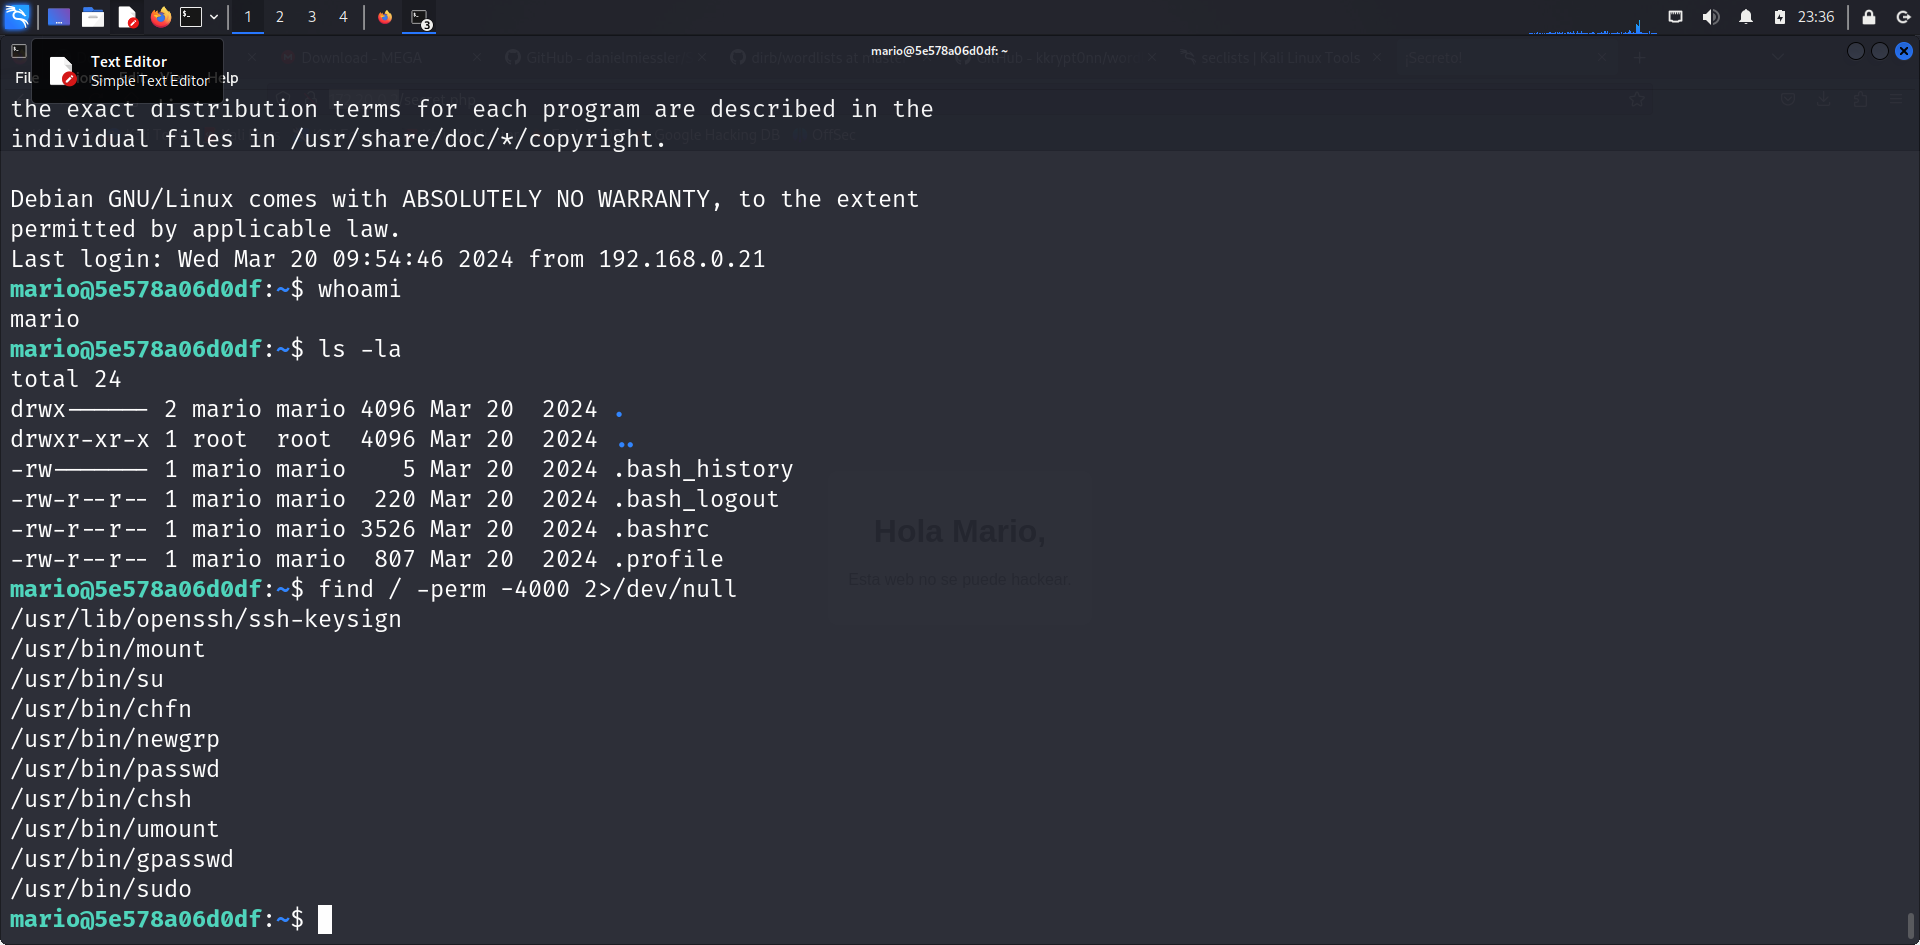 1 2 3 4
3
23:36
mario@5e578a06d0df: ~
Text Editor
Simple Text Editor
File
Help
Download - MEGA
GitHub - danielmiessler/
dirb/wordlists at
GitHub - kkrypt0nn/wor
seclists | Kali Linux Tools
¡Secreto!
Google Hacking DB
OffSec
the exact distribution terms for each program are described in the
individual files in /usr/share/doc/*/copyright.
Debian GNU/Linux comes with ABSOLUTELY NO WARRANTY, to the extent
permitted by applicable law.
Last login: Wed Mar 20 09:54:46 2024 from 192.168.0.21
mario@5e578a06d0df:~$ whoami
mario
mario@5e578a06d0df:~$ ls -la
total 24
drwx------ 2 mario mario 4096 Mar 20  2024 .
drwxr-xr-x 1 root  root  4096 Mar 20  2024 ..
-rw------- 1 mario mario    5 Mar 20  2024 .bash_history
-rw-r--r-- 1 mario mario  220 Mar 20  2024 .bash_logout
-rw-r--r-- 1 mario mario 3526 Mar 20  2024 .bashrc
-rw-r--r-- 1 mario mario  807 Mar 20  2024 .profile
Hola Mario,
Esta web no se puede hackear.
mario@5e578a06d0df:~$ find / -perm -4000 2>/dev/null
/usr/lib/openssh/ssh-keysign
/usr/bin/mount
/usr/bin/su
/usr/bin/chfn
/usr/bin/newgrp
/usr/bin/passwd
/usr/bin/chsh
/usr/bin/umount
/usr/bin/gpasswd
/usr/bin/sudo
mario@5e578a06d0df:~$